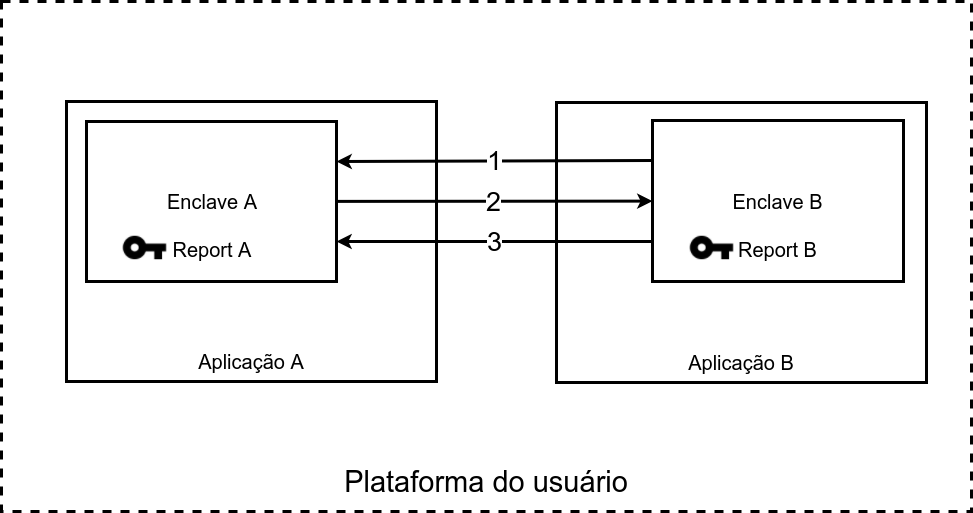 1
Enclave A
2
Enclave B
Report A
3
Report B
Aplicação A
Aplicação B
Plataforma do usuário